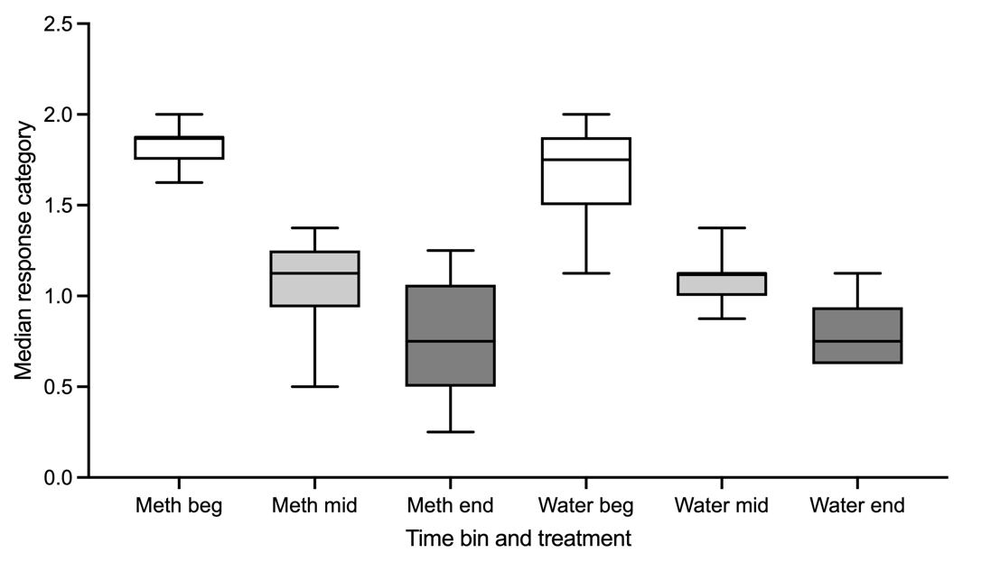 2.5
2.0
1.5
1.0
0.5
0.0
Median response category
Meth beg
Meth mid
Meth end
Water beg
Water mid
Water end
Time bin and treatment